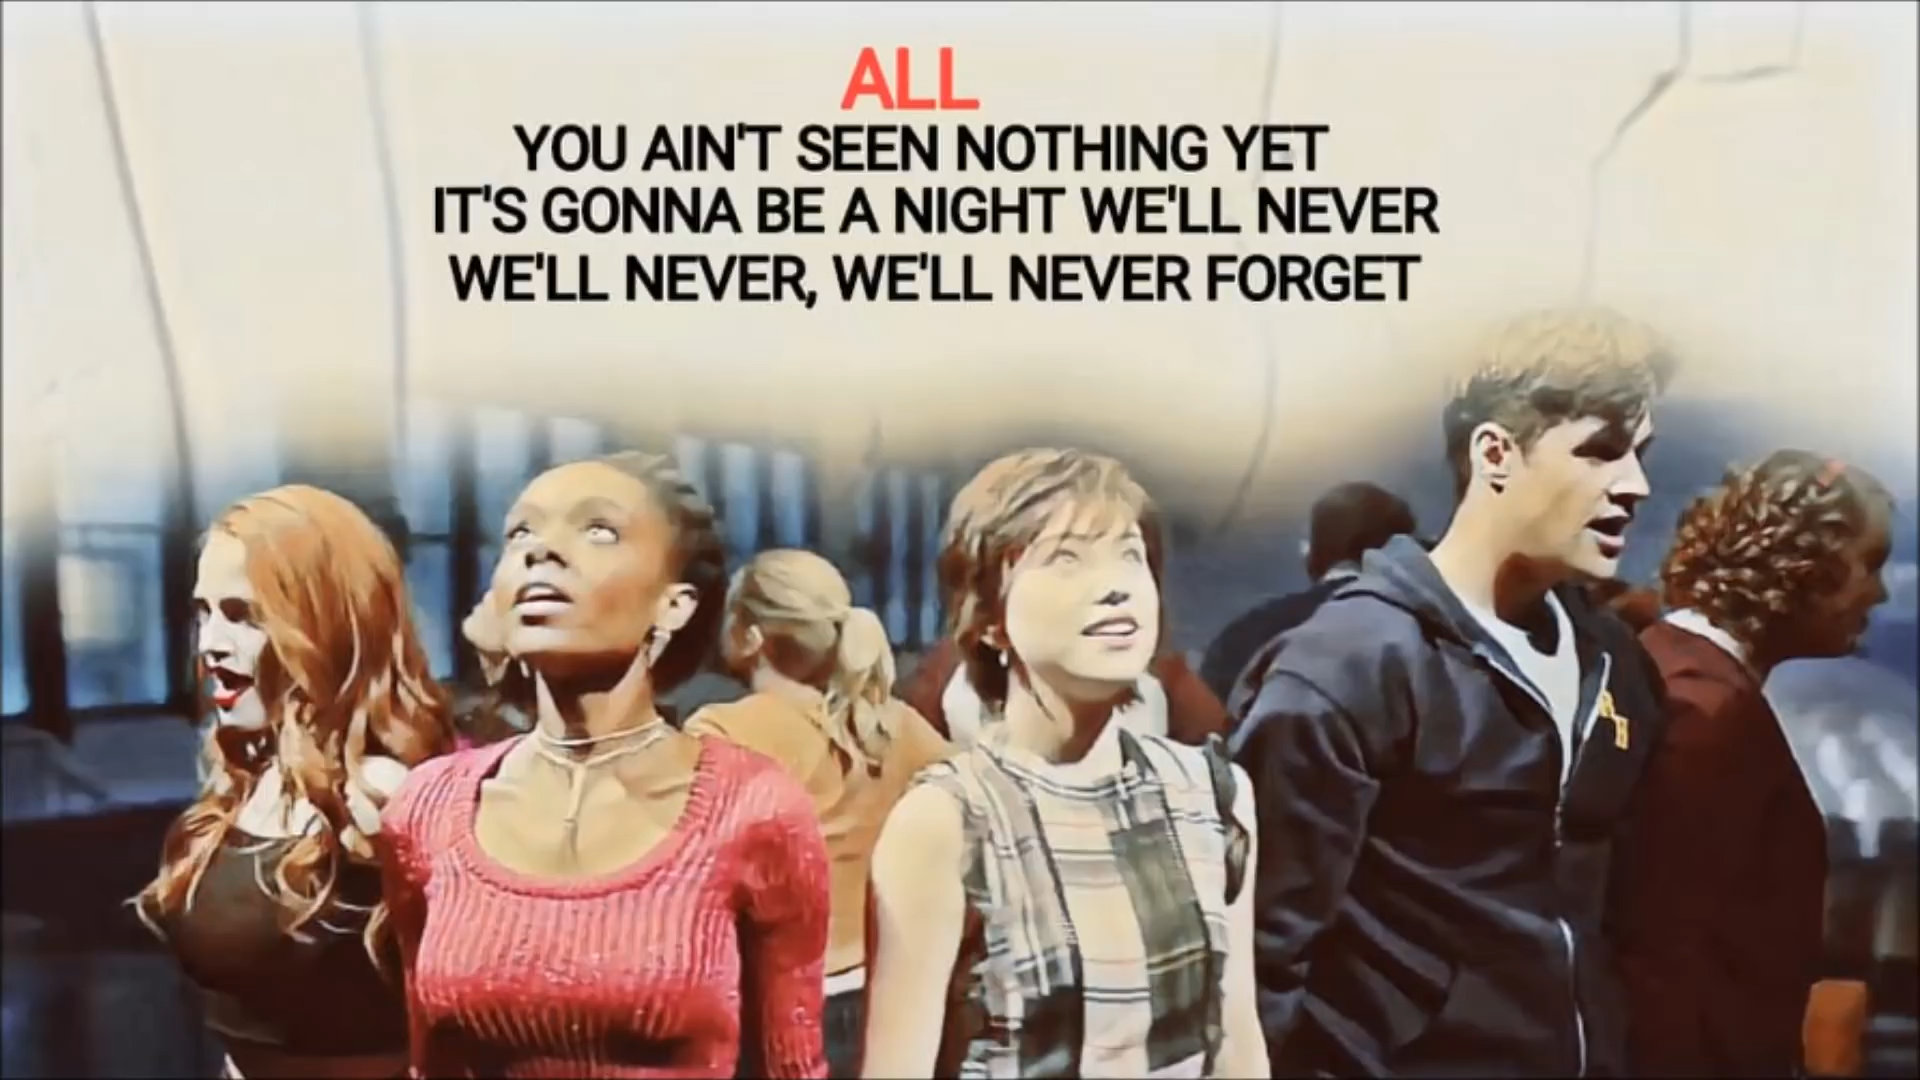 ALL
YOU AIN'T SEEN NOTHING YET
IT'S GONNA BE A NIGHT WE'LL NEVER
WE'LL NEVER, WE'LL NEVER FORGET